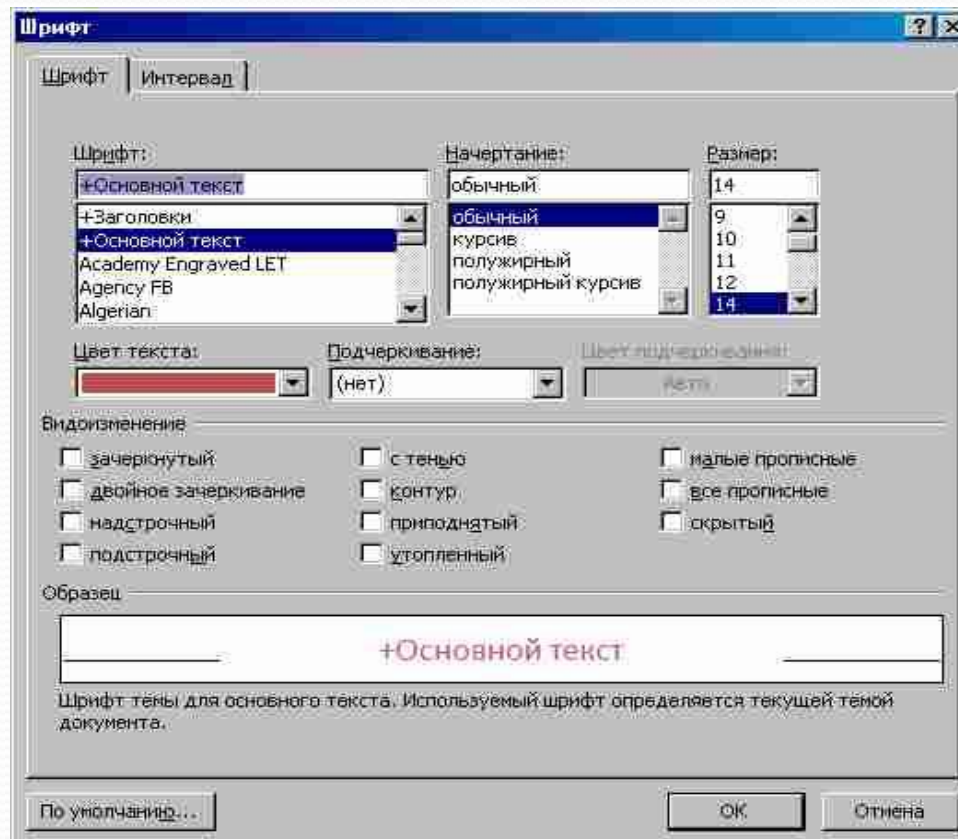 Шрифт
Шрифт Интервал
Шрифт: Начертание: Размер:
+Основной текст обычный 14
+Заголовки обычный 9
+Основной текст курсив 10
Academy Engraved LET полужирный 11
Agency FB полужирный курсив 12
Algerian 14
Цвет текста: Подчеркивание: Цвет подчеркивания:
(нет) Авто
Видоизменение
зачеркнутый с тенью малые прописные
двойное зачеркивание контур все прописные
надстрочный приподнятый скрытый
подстрочный утопленный
Образец
+Основной текст
Шрифт темы для основного текста. Используемый шрифт определяется текущей темой
документа.
По умолчанию... ОК Отмена